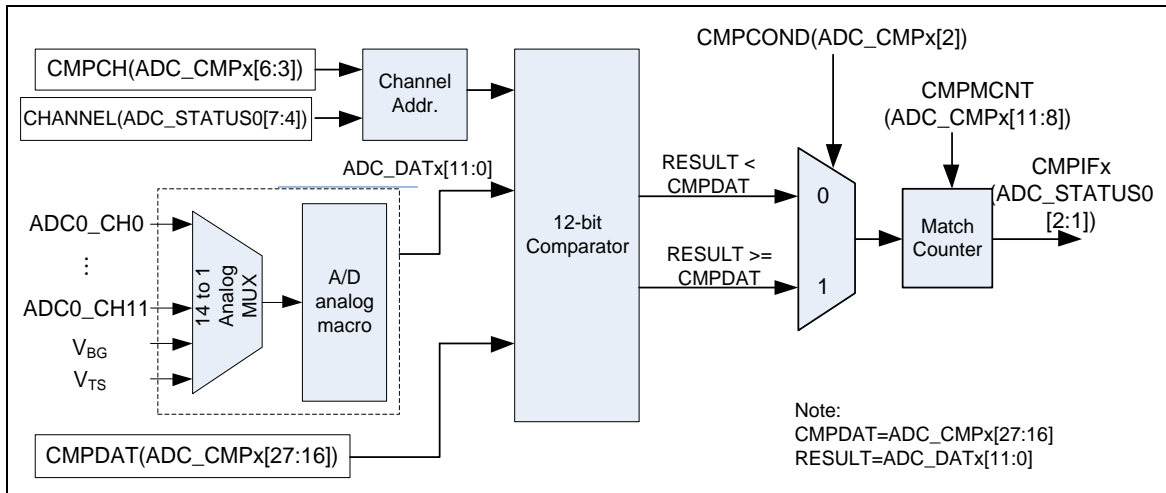 CMPCH(ADC_CMPx[6:3])
CHANNEL(ADC_STATUS0[7:4])
Channel
Addr.
ADC_DATx[11:0]
ADC0_CH0
...
ADC0_CH11
VBG
VTS
14 to 1
Analog
MUX
A/D
analog
macro
CMPDAT(ADC_CMPx[27:16])
12-bit
Comparator
CMPCOND(ADC_CMPx[2])
RESULT <
CMPDAT
RESULT >=
CMPDAT
0
1
CMPMCNT
(ADC_CMPx[11:8])
Match
Counter
CMPIFx
(ADC_STATUS0
[2:1])
Note:
CMPDAT=ADC_CMPx[27:16]
RESULT=ADC_DATx[11:0]